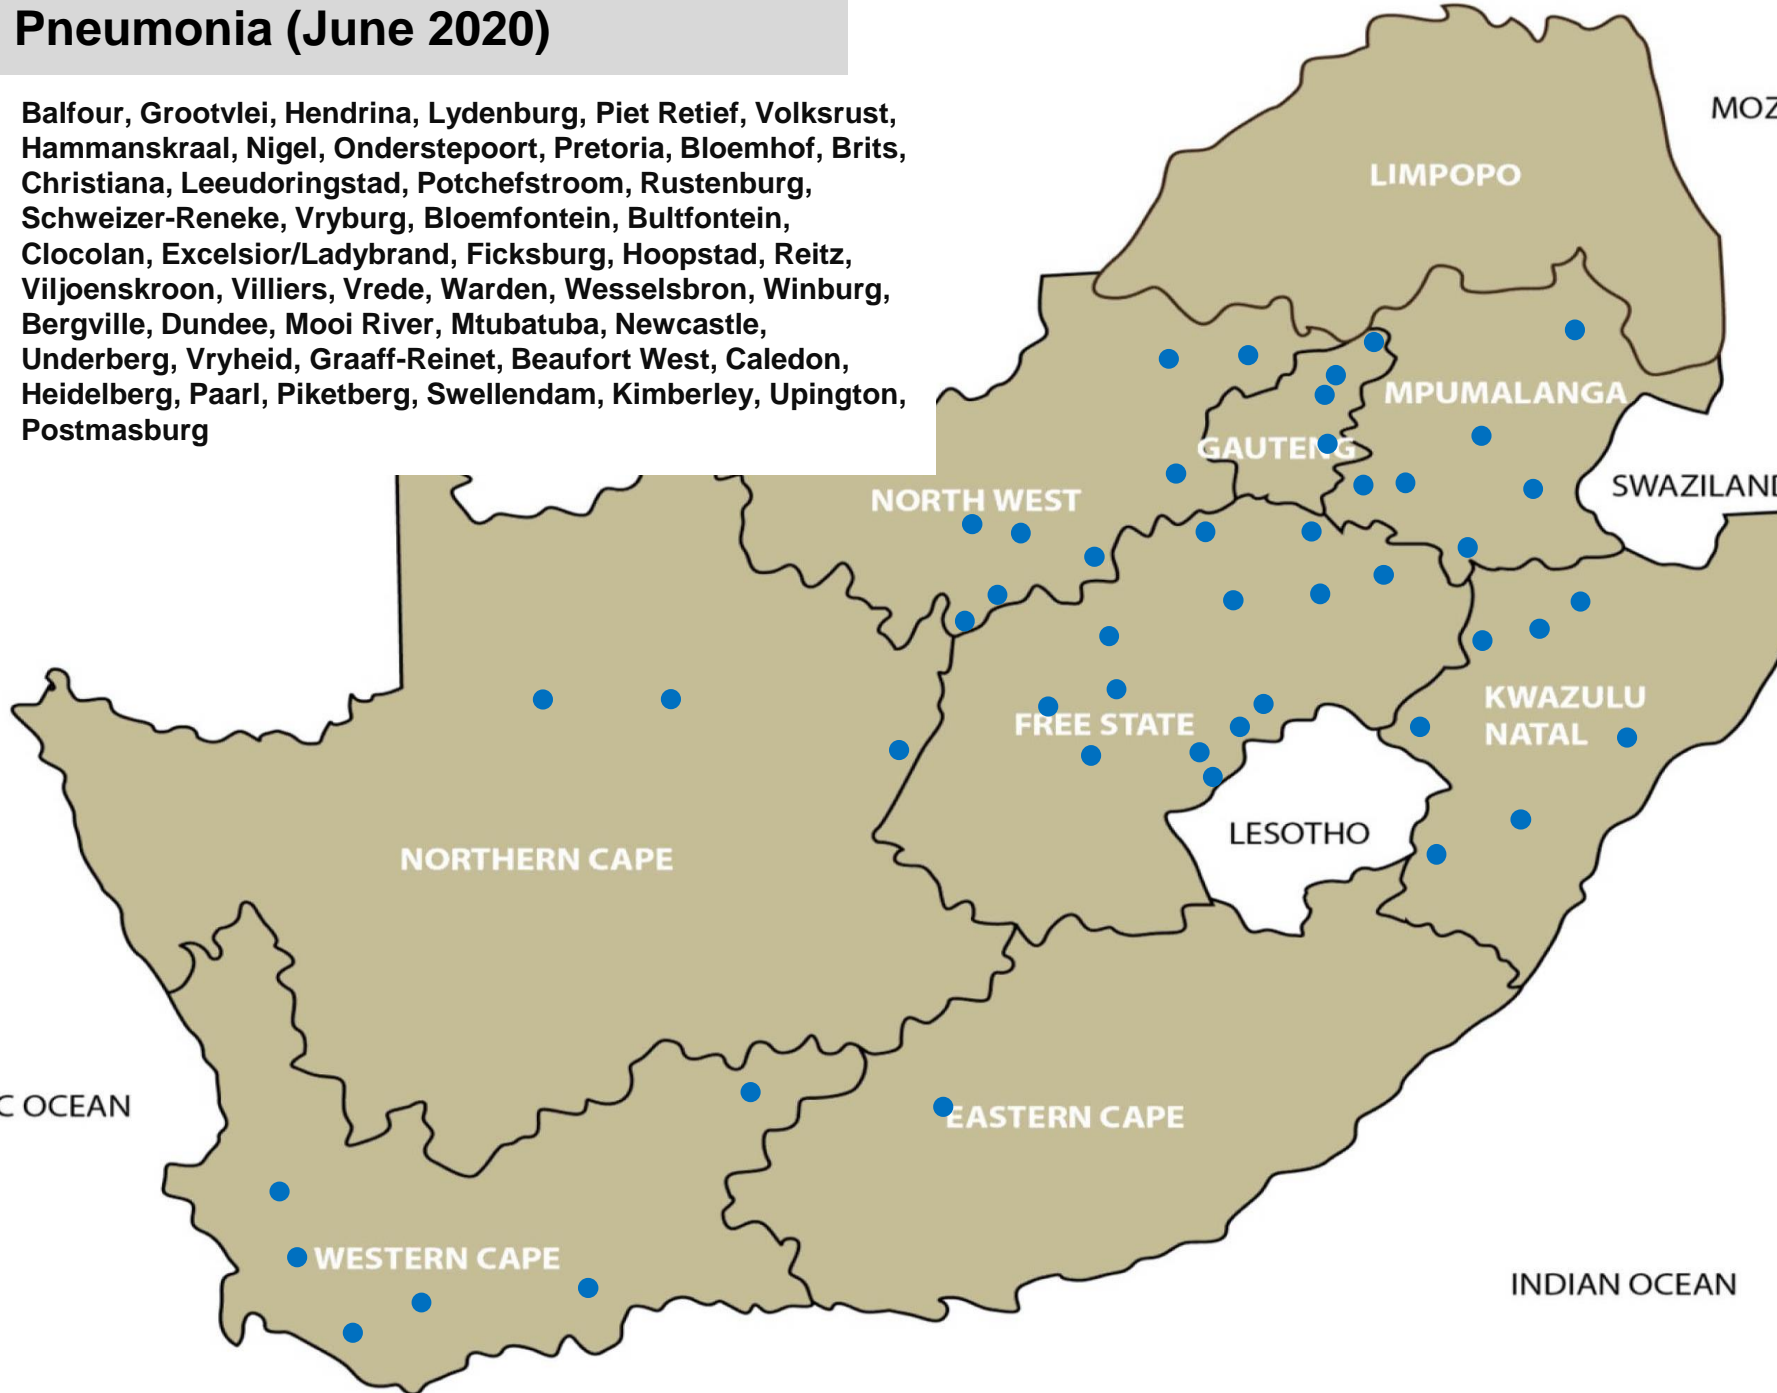 Pneumonia (June 2020)
Balfour, Grootvlei, Hendrina, Lydenburg, Piet Retief, Volksrust,
Hammanskraal, Nigel, Onderstepoort, Pretoria, Bloemhof, Brits,
Christiana, Leeudoringstad, Potchefstroom, Rustenburg,
Schweizer-Reneke, Vryburg, Bloemfontein, Bultfontein,
Clocolan, Excelsior/Ladybrand, Ficksburg, Hoopstad, Reitz,
Viljoenskroon, Villiers, Vrede, Warden, Wesselsbron, Winburg,
Bergville, Dundee, Mooi River, Mtubatuba, Newcastle,
Underberg, Vryheid, Graaff-Reinet, Beaufort West, Caledon,
Heidelberg, Paarl, Piketberg, Swellendam, Kimberley, Upington,
Postmasburg
MOZ
LIMPOPO
MPUMALANGA
GAUTENG
SWAZILAND
NORTH WEST
KWAZULU
NATAL
FREE STATE
LESOTHO
NORTHERN CAPE
C OCEAN
EASTERN CAPE
WESTERN CAPE
INDIAN OCEAN